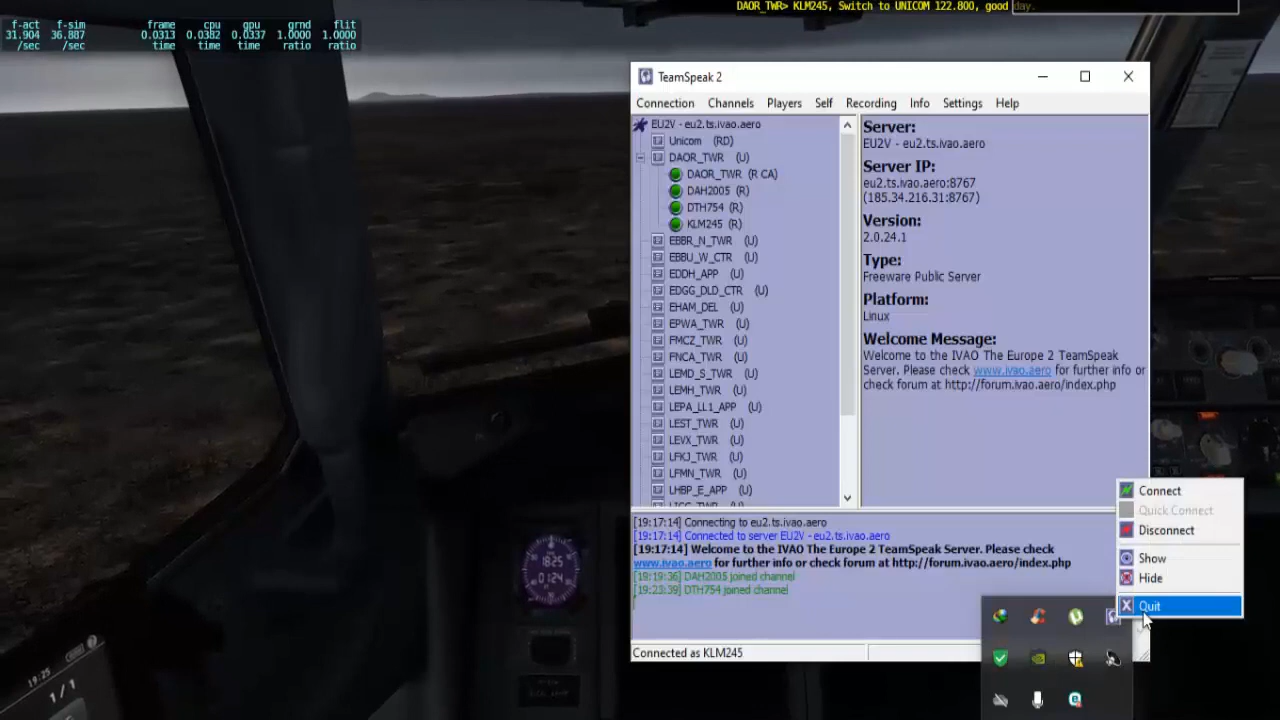 DAOR_TWR> KLM245, Switch to UNICOM 122.800, good day.
f-act f-sim frame cpu gpu grnd flit
31.904 36.887 0.0313 0.0382 0.0337 1.0000 1.0000
/sec /sec time time time ratio ratio
TeamSpeak 2
Connection Channels Players Self Recording Info Settings Help
EU2V - eu2.ts.ivao.aero
Unicom (RD)
DAOR_TWR (U)
DAOR_TWR (R CA)
DAH2005 (R)
DTH754 (R)
KLM245 (R)
EBBR_N_TWR (U)
EBBU_W_CTR (U)
EDDH_APP (U)
EDGG_DLD_CTR (U)
EHAM_DEL (U)
EPWA_TWR (U)
FMCZ_TWR (U)
FNCA_TWR (U)
LEMD_S_TWR (U)
LEMH_TWR (U)
LEPA_LL1_APP (U)
LEST_TWR (U)
LEVX_TWR (U)
LFKJ_TWR (U)
LFMN_TWR (U)
LHBP_E_APP (U)
Server:
EU2V - eu2.ts.ivao.aero
Server IP:
eu2.ts.ivao.aero:8767
(185.34.216.31:8767)
Version:
2.0.24.1
Type:
Freeware Public Server
Platform:
Linux
Welcome Message:
Welcome to the IVAO The Europe 2 TeamSpeak
Server. Please check www.ivao.aero for further info or
check forum at http://forum.ivao.aero/index.php
[19:17:14] Connecting to eu2.ts.ivao.aero
[19:17:14] Connected to server EU2V - eu2.ts.ivao.aero
[19:17:14] Welcome to the IVAO The Europe 2 TeamSpeak Server. Please check
www.ivao.aero for further info or check forum at http://forum.ivao.aero/index.php
[19:19:36] DAH2005 joined channel
[19:23:39] DTH754 joined channel
Connected as KLM245
Connect
Quick Connect
Disconnect
Show
Hide
Quit
1825
0124
19:25
1/1